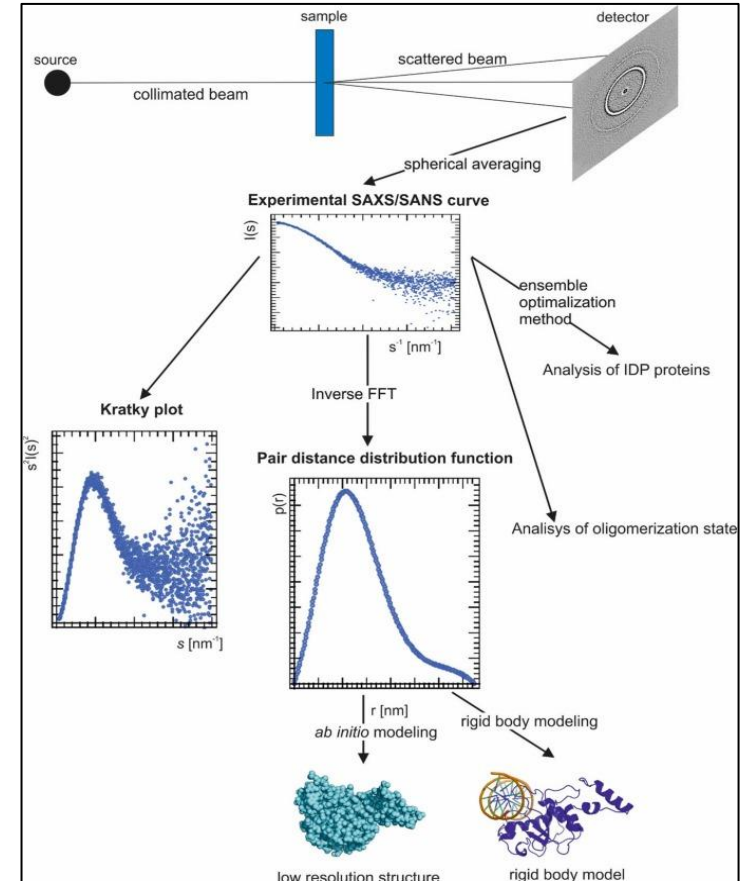 sample
detector
source
scattered beam
collimated beam
spherical averaging
Experimental SAXS/SANS curve
I(s)
s⁻¹ [nm⁻¹]
ensemble
optimalization
method
Analysis of IDP proteins
Inverse FFT
Kratky plot
s²I(s)²
s [nm⁻¹]
Pair distance distribution function
p(r)
r [nm]
Analisys of oligomerization state
ab initio modeling
rigid body modeling
low resolution structure
rigid body model